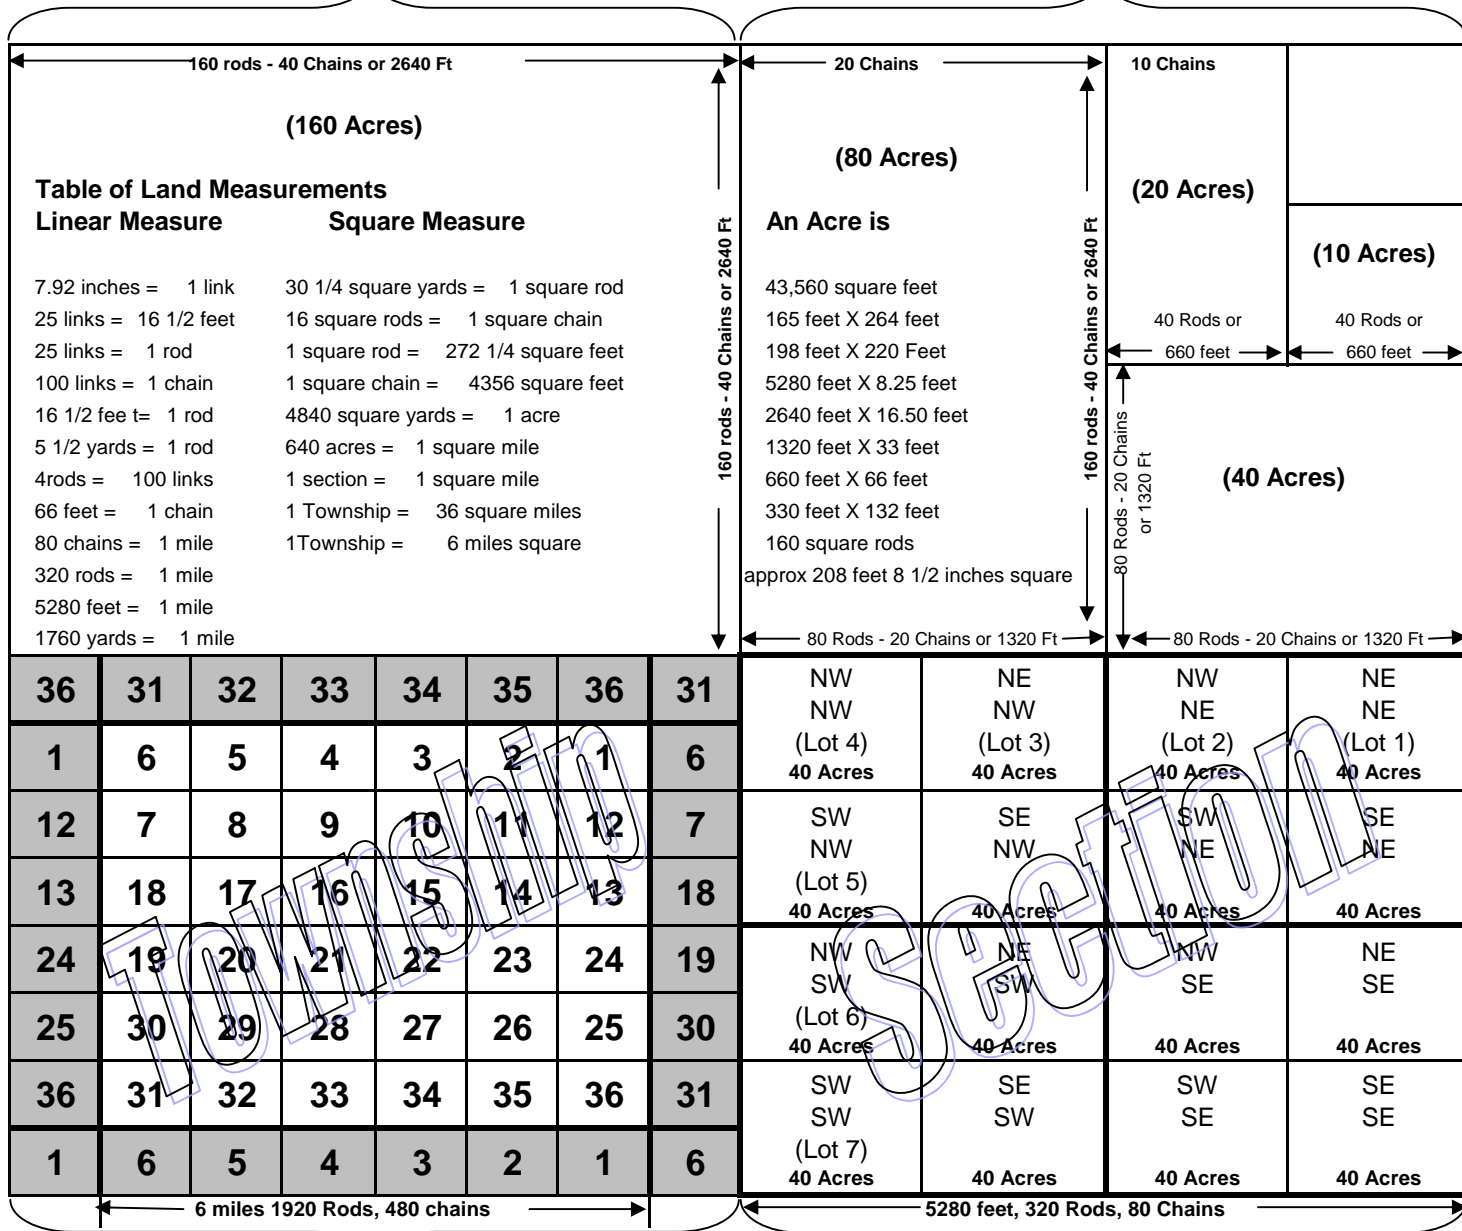 160 rods - 40 Chains or 2640 Ft
(160 Acres)
Table of Land Measurements
Linear Measure Square Measure
7.92 inches = 1 link 30 1/4 square yards = 1 square rod
25 links = 16 1/2 feet 16 square rods = 1 square chain
25 links = 1 rod 1 square rod = 272 1/4 square feet
100 links = 1 chain 1 square chain = 4356 square feet
16 1/2 fee t= 1 rod 4840 square yards = 1 acre
5 1/2 yards = 1 rod 640 acres = 1 square mile
4rods = 100 links 1 section = 1 square mile
66 feet = 1 chain 1 Township = 36 square miles
80 chains = 1 mile 1Township = 6 miles square
320 rods = 1 mile
5280 feet = 1 mile
1760 yards = 1 mile
160 rods - 40 Chains or 2640 Ft
20 Chains
(80 Acres)
An Acre is
43,560 square feet
165 feet X 264 feet
198 feet X 220 Feet
5280 feet X 8.25 feet
2640 feet X 16.50 feet
1320 feet X 33 feet
660 feet X 66 feet
330 feet X 132 feet
160 square rods
approx 208 feet 8 1/2 inches square
80 Rods - 20 Chains or 1320 Ft
160 rods - 40 Chains or 2640 Ft
10 Chains
(20 Acres)
40 Rods or
660 feet
(10 Acres)
40 Rods or
660 feet
80 Rods - 20 Chains
or 1320 Ft
(40 Acres)
80 Rods - 20 Chains or 1320 Ft
36 31 32 33 34 35 36 31
1 6 5 4 3 2 1 6
12 7 8 9 10 11 12 7
13 18 17 16 15 14 13 18
24 19 20 21 22 23 24 19
25 30 29 28 27 26 25 30
36 31 32 33 34 35 36 31
1 6 5 4 3 2 1 6
Township
6 miles 1920 Rods, 480 chains
NW NE NW NE
NW NW NE NE
(Lot 4) (Lot 3) (Lot 2) (Lot 1)
40 Acres 40 Acres 40 Acres 40 Acres
SW SE SW SE
NW NW NE NE
(Lot 5)
40 Acres 40 Acres 40 Acres 40 Acres
NW NE NW NE
SW SW SE SE
(Lot 6)
40 Acres 40 Acres 40 Acres 40 Acres
SW SE SW SE
SW SW SE SE
(Lot 7)
40 Acres 40 Acres 40 Acres 40 Acres
Section
5280 feet, 320 Rods, 80 Chains